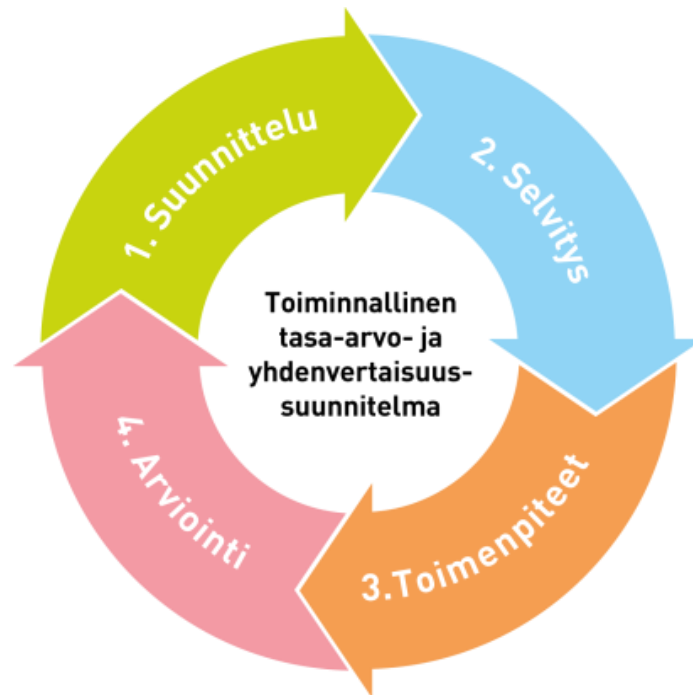 1. Suunnittelu
2. Selvitys
3.Toimenpiteet
4. Arviointi
Toiminnallinen
tasa-arvo- ja
yhdenvertaisuus-
suunnitelma